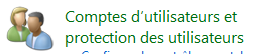 Comptes d'utilisateurs et
protection des utilisateurs